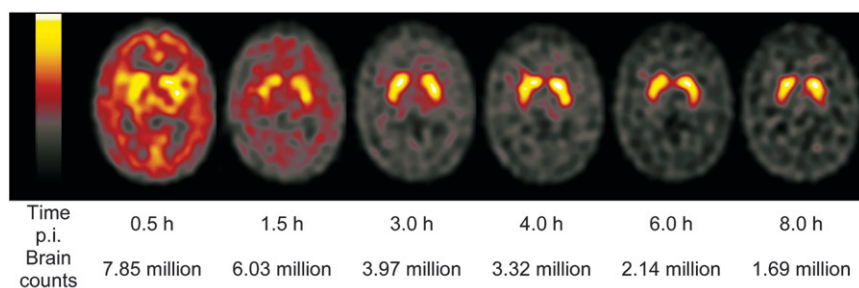 Time p.i. 0.5 h 1.5 h 3.0 h 4.0 h 6.0 h 8.0 h
Brain counts 7.85 million 6.03 million 3.97 million 3.32 million 2.14 million 1.69 million